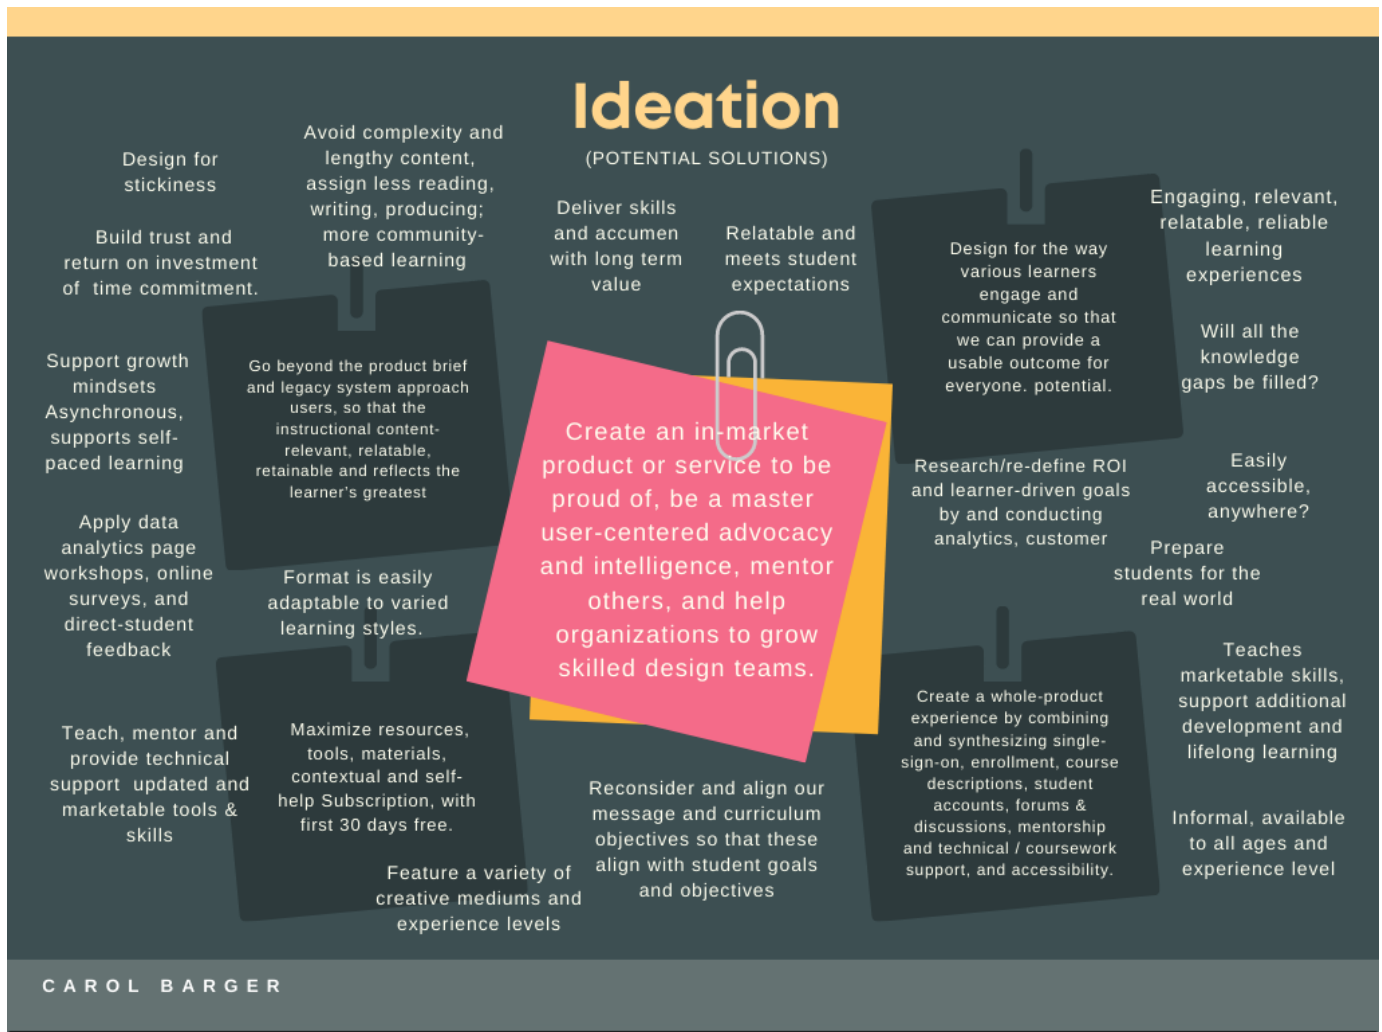 Ideation
(POTENTIAL SOLUTIONS)
Design for
stickiness
Avoid complexity and
lengthy content,
assign less reading,
writing, producing;
more community-
based learning
Build trust and
return on investment
of time commitment.
Deliver skills
and accumen
with long term
value
Relatable and
meets student
expectations
Design for the way
various learners
engage and
communicate so that
we can provide a
usable outcome for
everyone. potential.
Engaging, relevant,
relatable, reliable
learning
experiences
Will all the
knowledge
gaps be filled?
Support growth
mindsets
Asynchronous,
supports self-
paced learning
Go beyond the product brief
and legacy system approach
users, so that the
instructional content-
relevant, relatable,
retainable and reflects the
learner's greatest
Create an in-market
product or service to be
proud of, be a master
user-centered advocacy
and intelligence, mentor
others, and help
organizations to grow
skilled design teams.
Research/re-define ROI
and learner-driven goals
by and conducting
analytics, customer
Easily
accessible,
anywhere?
Prepare
students for the
real world
Apply data
analytics page
workshops, online
surveys, and
direct-student
feedback
Format is easily
adaptable to varied
learning styles.
Teach, mentor and
provide technical
support updated and
marketable tools &
skills
Maximize resources,
tools, materials,
contextual and self-
help Subscription, with
first 30 days free.
Feature a variety of
creative mediums and
experience levels
Reconsider and align our
message and curriculum
objectives so that these
align with student goals
and objectives
Create a whole-product
experience by combining
and synthesizing single-
sign-on, enrollment, course
descriptions, student
accounts, forums &
discussions, mentorship
and technical / coursework
support, and accessibility.
Teaches
marketable skills,
support additional
development and
lifelong learning
Informal, available
to all ages and
experience level
CAROL BARGER